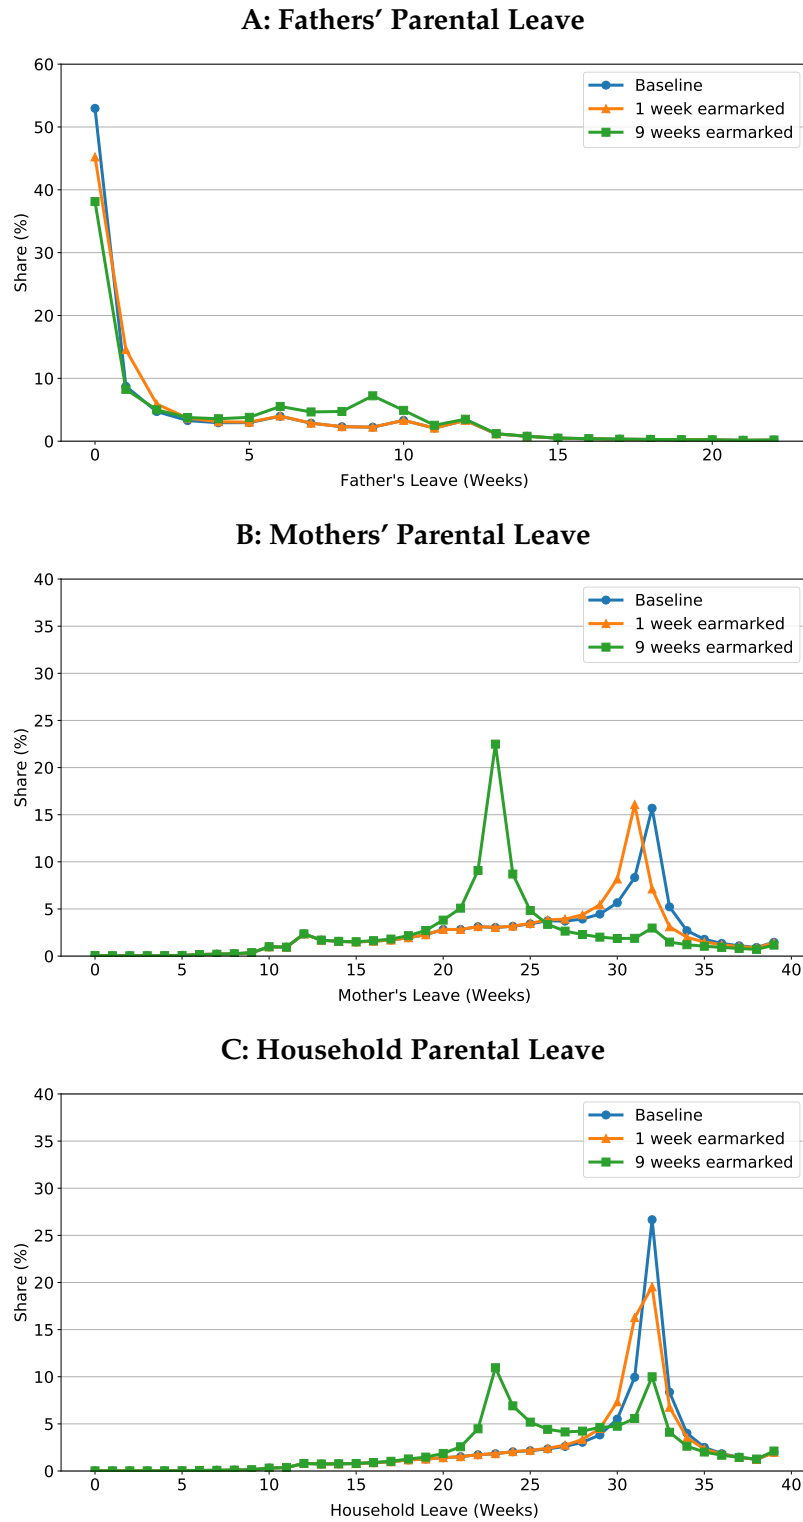 A: Fathers’ Parental Leave
60
50
40
30
20
10
0
Share (%)
Baseline
1 week earmarked
9 weeks earmarked
0 5 10 15 20
Father's Leave (Weeks)
B: Mothers’ Parental Leave
40
35
30
25
20
15
10
5
0
Share (%)
Baseline
1 week earmarked
9 weeks earmarked
0 5 10 15 20 25 30 35 40
Mother's Leave (Weeks)
C: Household Parental Leave
40
35
30
25
20
15
10
5
0
Share (%)
Baseline
1 week earmarked
9 weeks earmarked
0 5 10 15 20 25 30 35 40
Household Leave (Weeks)